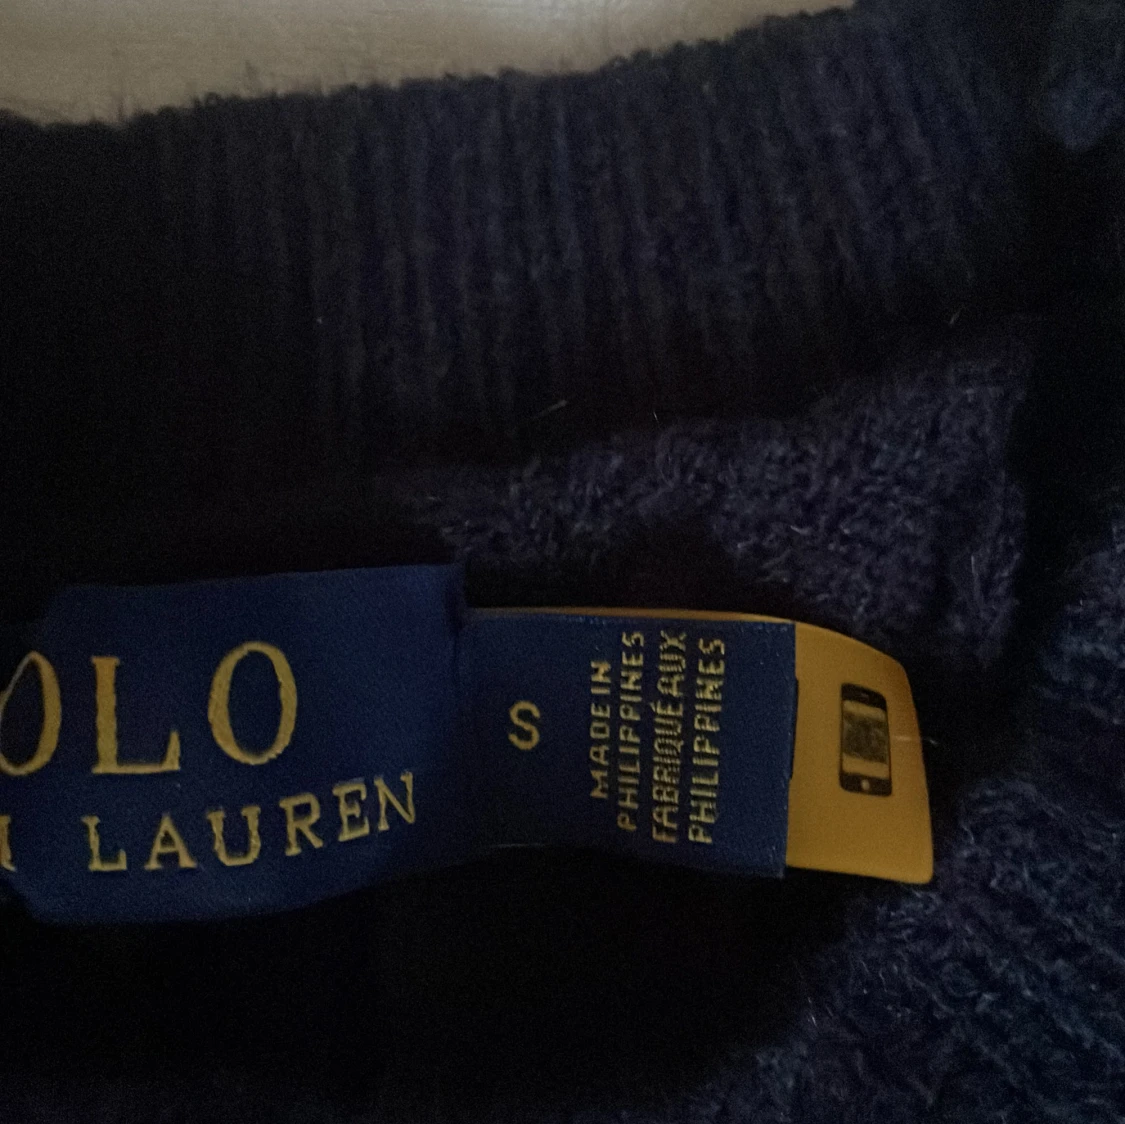 OLO
LAUREN
S
MADE IN
PHILIPPINES
FABRIQUÉ AUX
PHILIPPINES